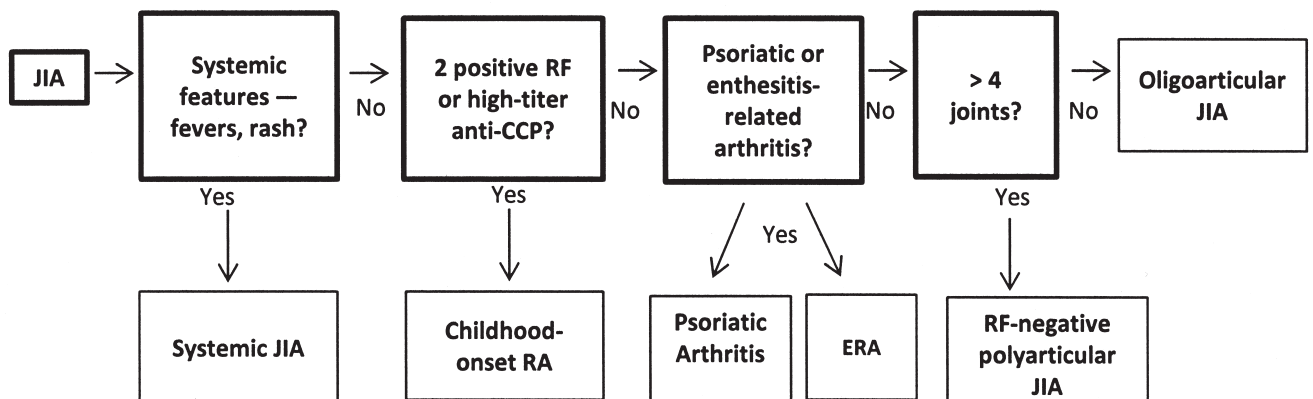 JIA
Systemic
features —
fevers, rash?
No
Yes
Systemic JIA
2 positive RF
or high-titer
anti-CCP?
No
Yes
Childhood-
onset RA
Psoriatic or
enthesitis-
related
arthritis?
No
Yes
Psoriatic
Arthritis
ERA
> 4
joints?
No
Yes
RF-negative
polyarticular
JIA
Oligoarticular
JIA